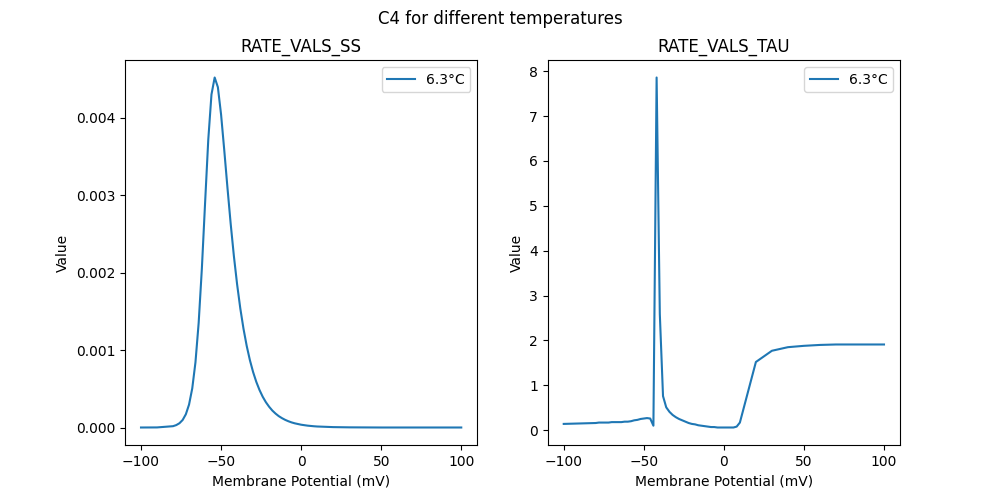 C4 for different temperatures
RATE_VALS_SS
6.3°C
Value
0.004
0.003
0.002
0.001
0.000
−100
−50
0
50
100
Membrane Potential (mV)
RATE_VALS_TAU
6.3°C
Value
8
7
6
5
4
3
2
1
0
−100
−50
0
50
100
Membrane Potential (mV)